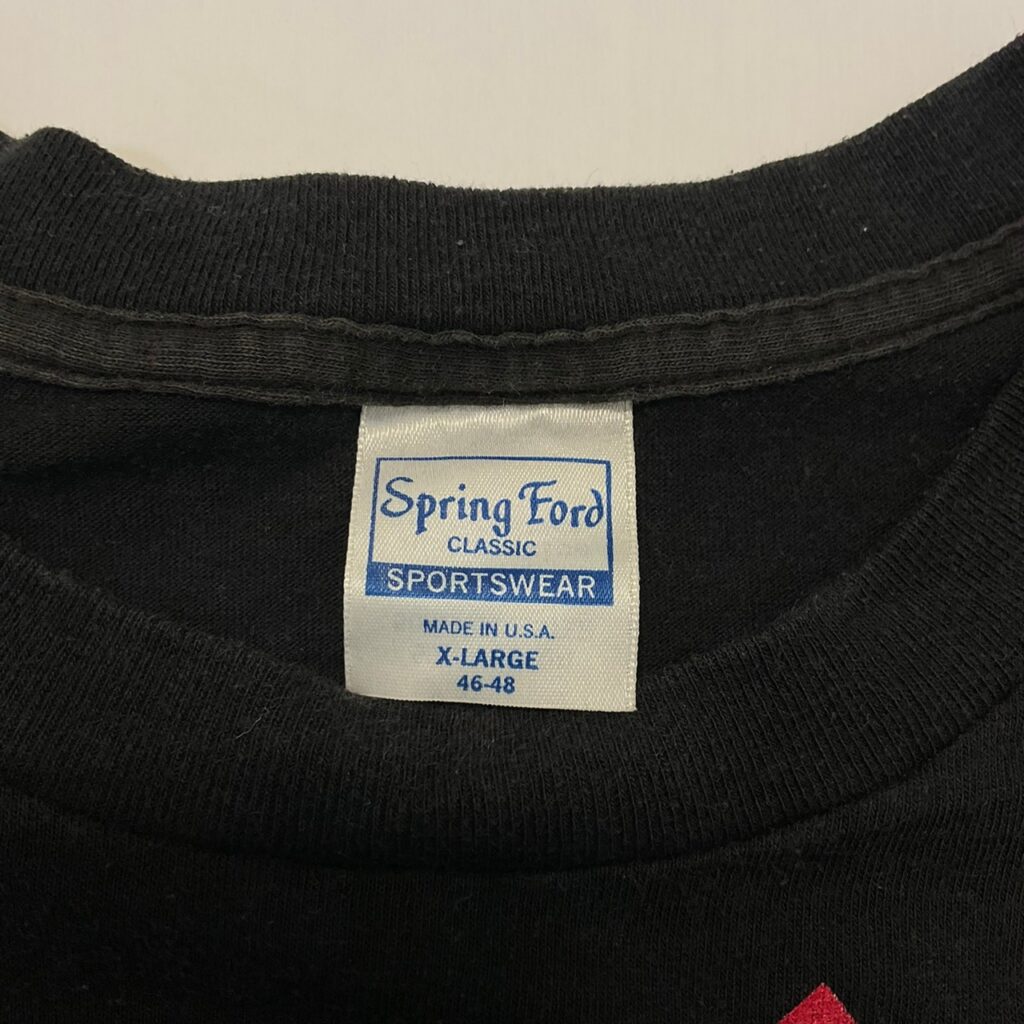 Spring Ford
CLASSIC
SPORTSWEAR
MADE IN U.S.A.
X-LARGE
46-48